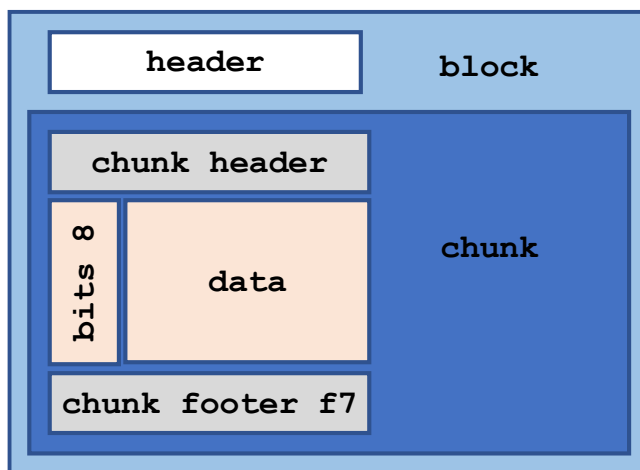 header
block
chunk header
bits 8
data
chunk
chunk footer f7